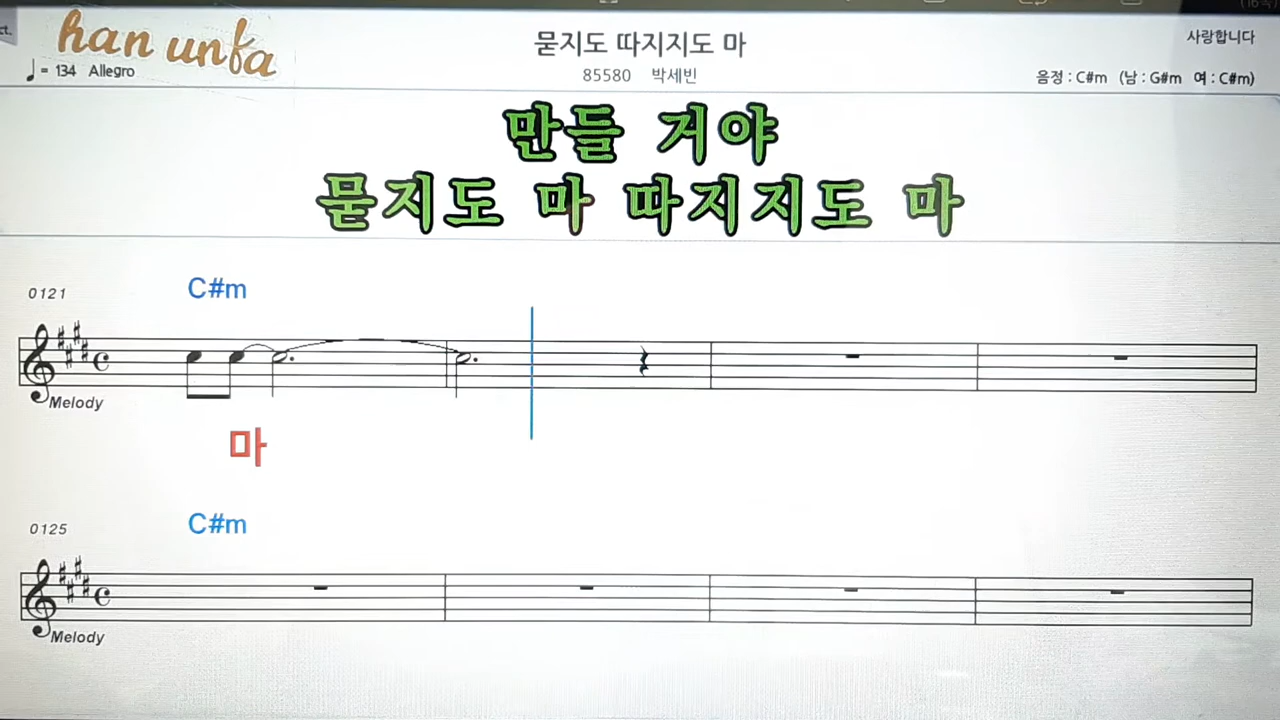 ct.
han unfa
묻지도 따지지도 마
사랑합니다
♩ = 134 Allegro
85580 박세빈
음정 : C#m (남 : G#m 여 : C#m)
만들 거야
묻지도 마 따지지도 마
0121
C#m
Melody
마
0125
C#m
Melody